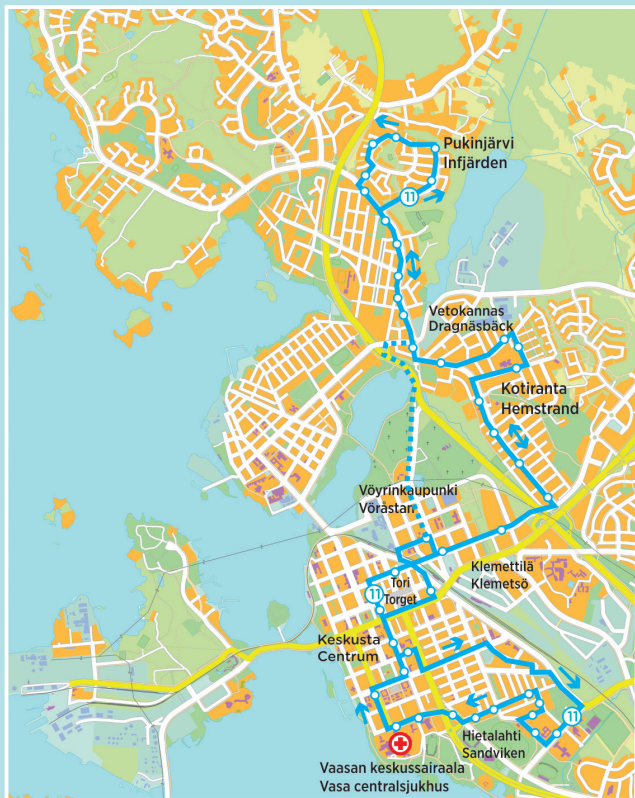 Pukinjärvi
Infjärden
11
Vetokannas
Dragnäsbäck
Kotiranta
Hemstrand
Vöyrinkaupunki
Vöråstan
Klemettilä
Klemetsö
Tori
Torget
11
Keskusta
Centrum
11
Hietalahti
Sandviken
Vaasan keskussairaala
Vasa centralsjukhus